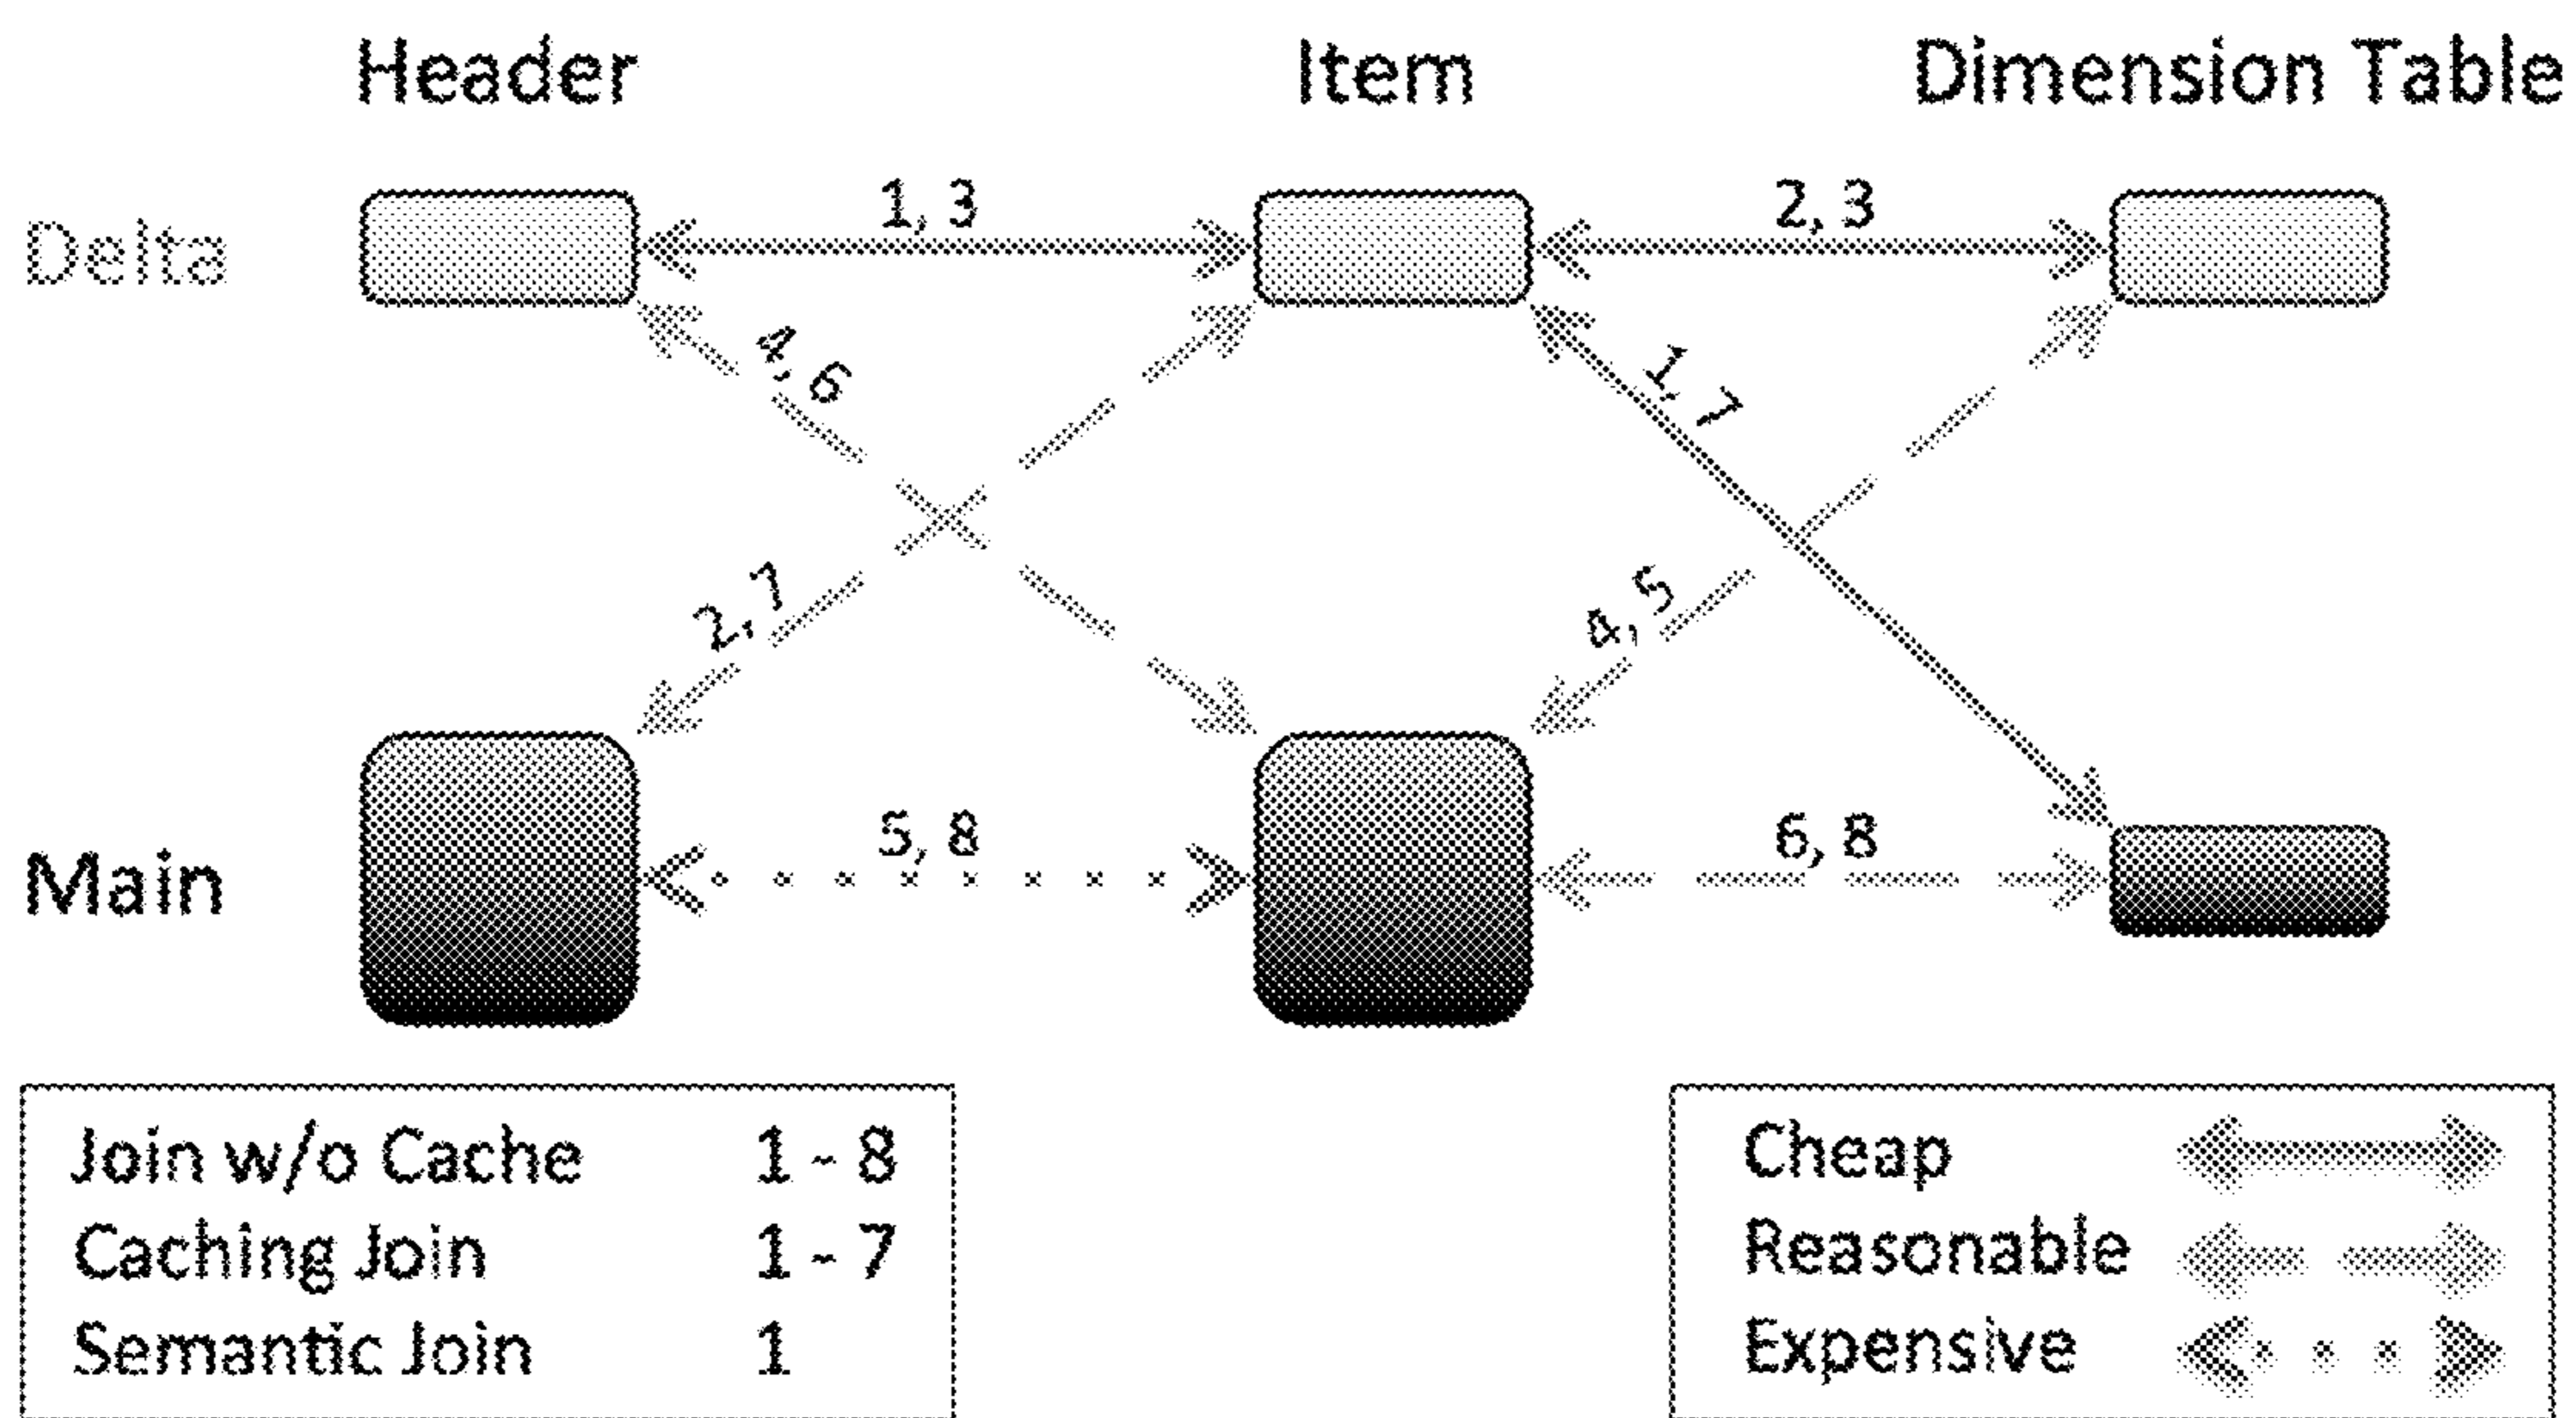 Header Item Dimension Table
Delta
1, 3
2, 3
4, 6
1, 7
2, 7
4, 5
Main
5, 8
6, 8
Join w/o Cache 1 - 8
Caching Join 1 - 7
Semantic Join 1
Cheap
Reasonable
Expensive